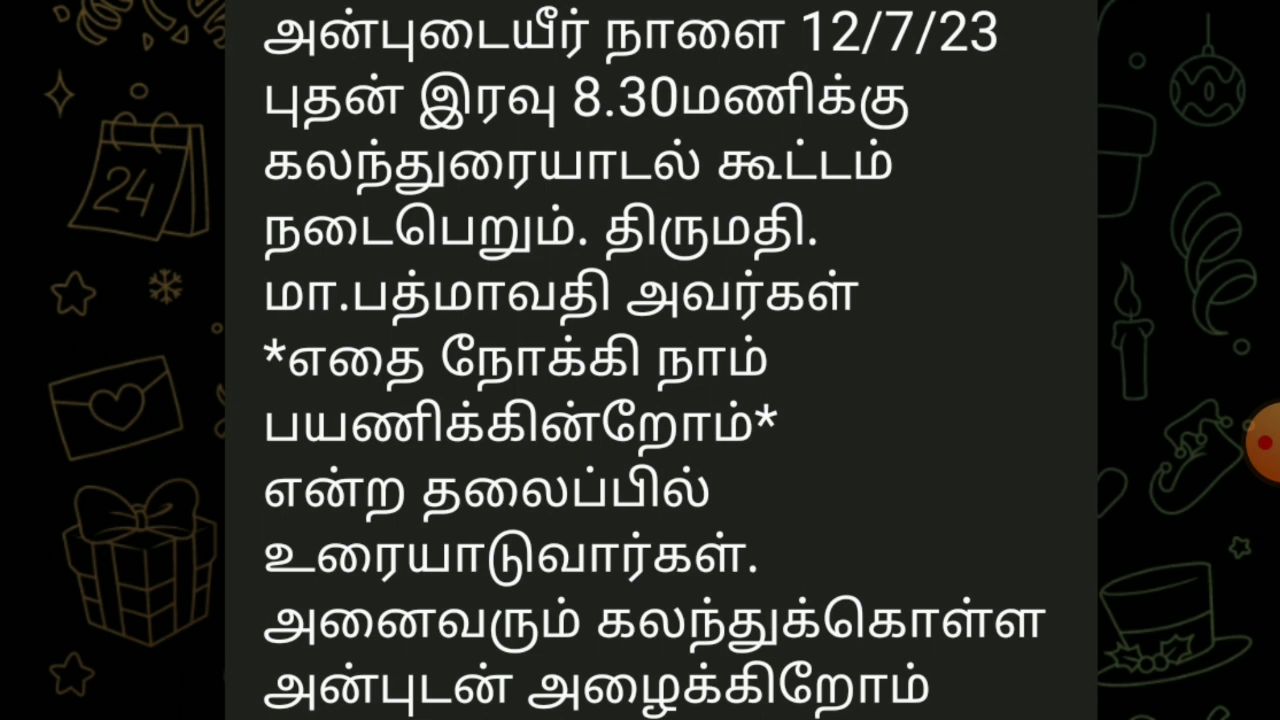 அன்புடையீர் நாளை 12/7/23
புதன் இரவு 8.30மணிக்கு
கலந்துரையாடல் கூட்டம்
நடைபெறும். திருமதி.
மா.பத்மாவதி அவர்கள்
*எதை நோக்கி நாம்
பயணிக்கின்றோம்*
என்ற தலைப்பில்
உரையாடுவார்கள்.
அனைவரும் கலந்துக்கொள்ள
அன்புடன் அழைக்கிறோம்
24